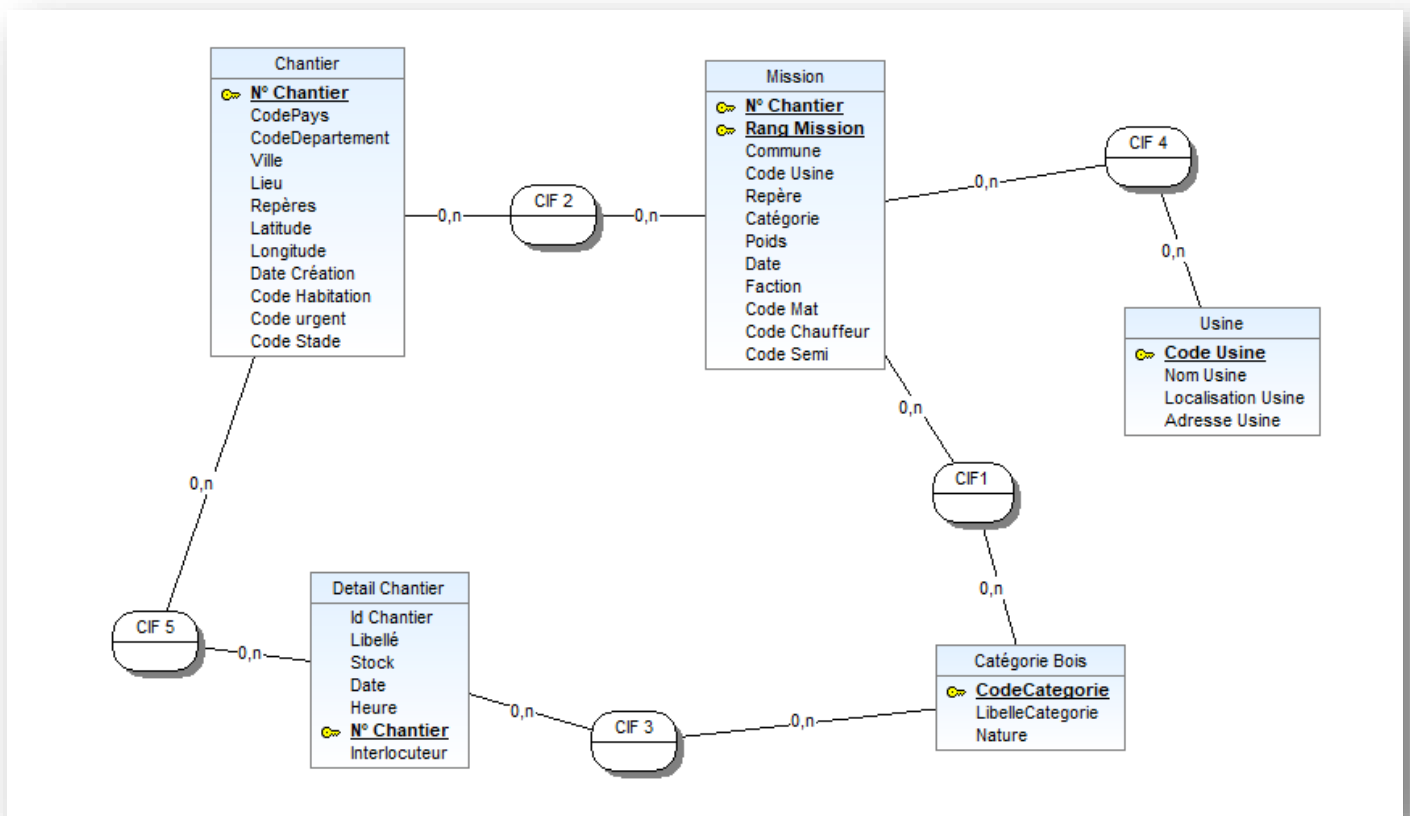 Chantier
N° Chantier
CodePays
CodeDepartement
Ville
Lieu
Repères
Latitude
Longitude
Date Création
Code Habitation
Code urgent
Code Stade
0,n
CIF 2
0,n
Mission
N° Chantier
Rang Mission
Commune
Code Usine
Repère
Catégorie
Poids
Date
Faction
Code Mat
Code Chauffeur
Code Semi
0,n
CIF 4
0,n
Usine
Code Usine
Nom Usine
Localisation Usine
Adresse Usine
0,n
CIF1
0,n
0,n
CIF 5
0,n
Detail Chantier
Id Chantier
Libellé
Stock
Date
Heure
N° Chantier
Interlocuteur
0,n
CIF 3
0,n
Catégorie Bois
CodeCategorie
LibelleCategorie
Nature